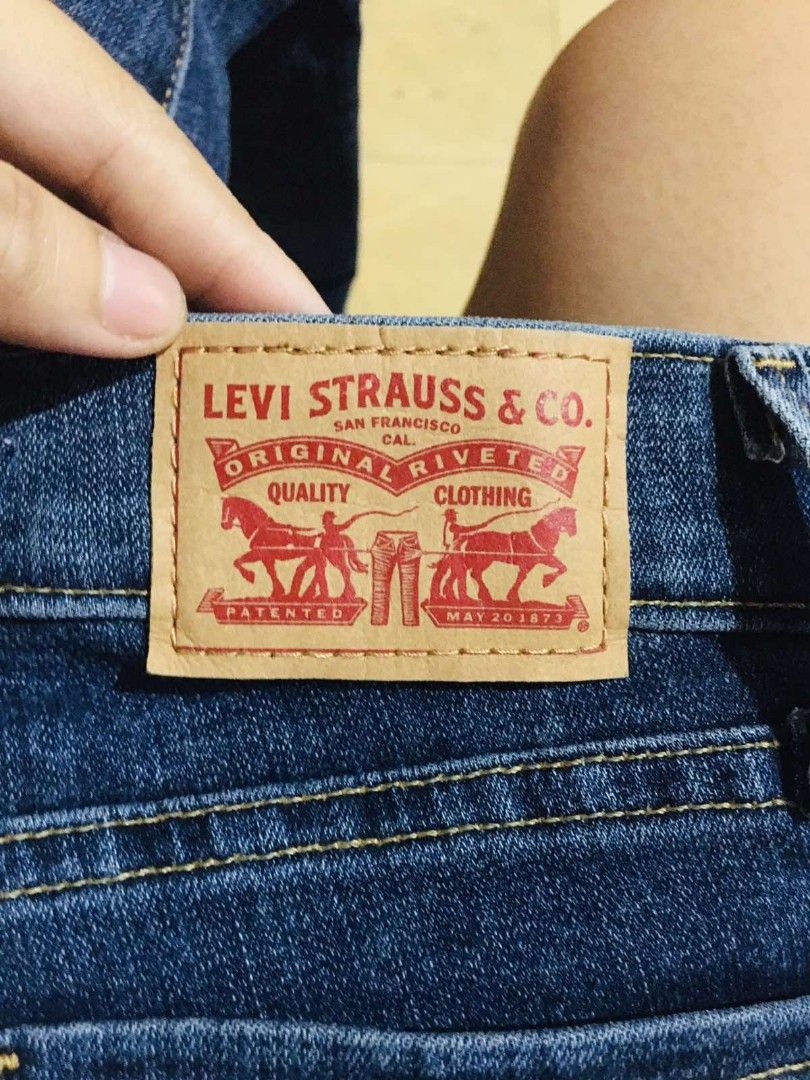 LEVI STRAUSS & CO.
SAN FRANCISCO
CAL.
ORIGINAL RIVETED
QUALITY CLOTHING
PATENTED MAY 20 1873 ®